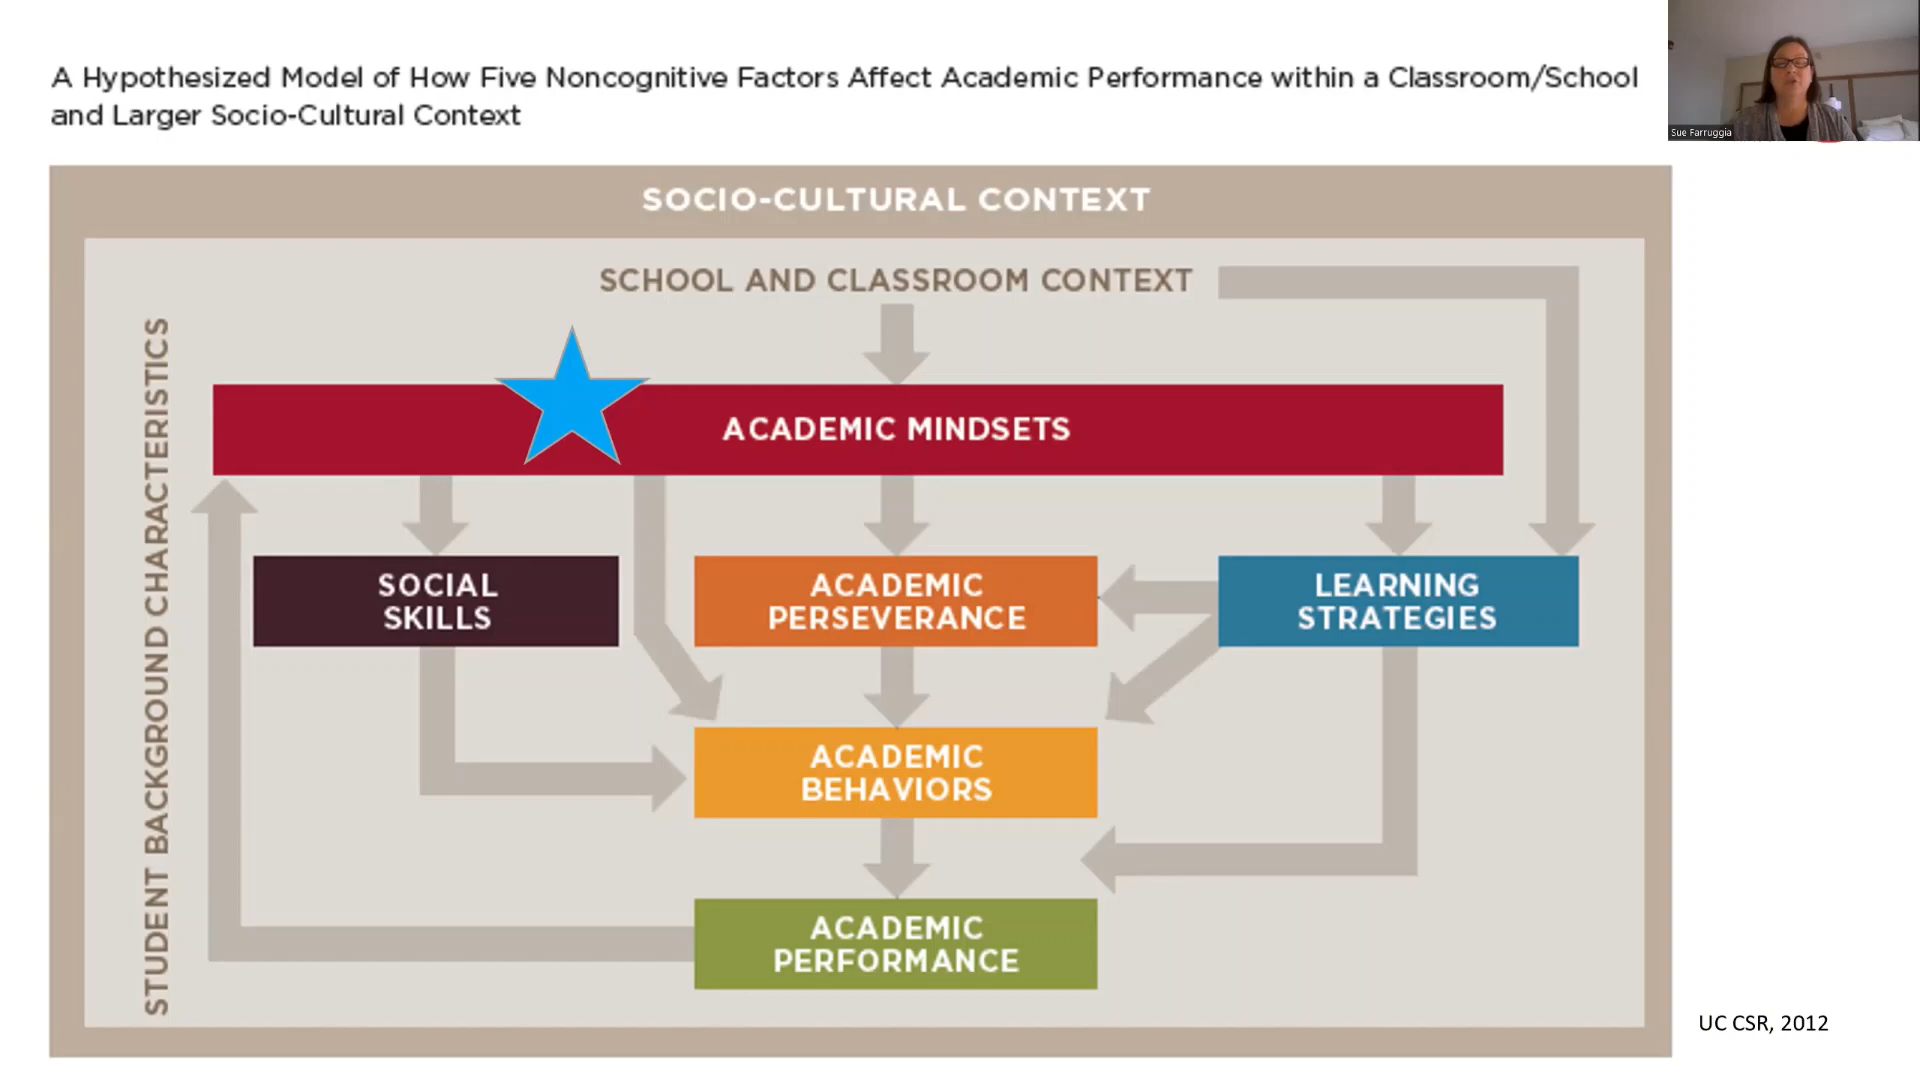 A Hypothesized Model of How Five Noncognitive Factors Affect Academic Performance within a Classroom/School
and Larger Socio-Cultural Context
Sue Farruggia
SOCIO-CULTURAL CONTEXT
SCHOOL AND CLASSROOM CONTEXT
STUDENT BACKGROUND CHARACTERISTICS
ACADEMIC MINDSETS
SOCIAL
SKILLS
ACADEMIC
PERSEVERANCE
LEARNING
STRATEGIES
ACADEMIC
BEHAVIORS
ACADEMIC
PERFORMANCE
UC CSR, 2012